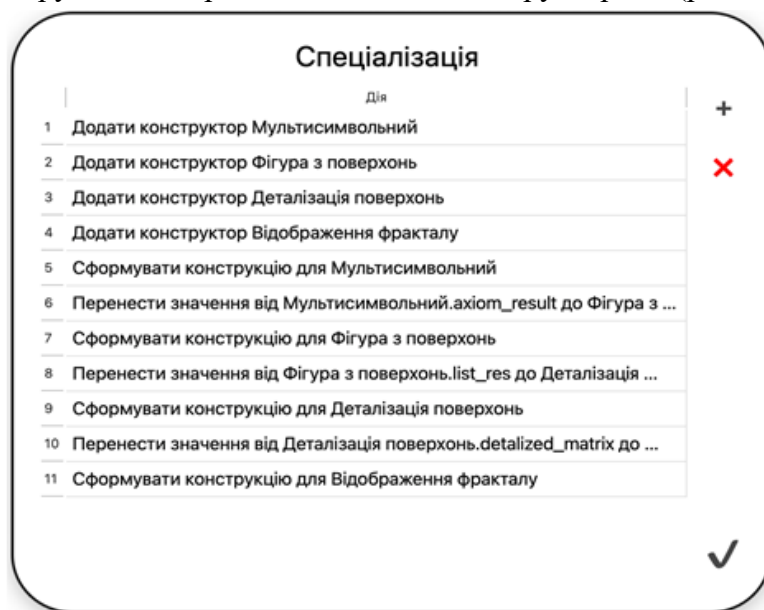 Спеціалізація
Дія
1 Додати конструктор Мультисимвольний
2 Додати конструктор Фігура з поверхонь
3 Додати конструктор Деталізація поверхонь
4 Додати конструктор Відображення фракталу
5 Сформувати конструкцію для Мультисимвольний
6 Перенести значення від Мультисимвольний.axiom_result до Фігура з ...
7 Сформувати конструкцію для Фігура з поверхонь
8 Перенести значення від Фігура з поверхонь.list_res до Деталізація ...
9 Сформувати конструкцію для Деталізація поверхонь
10 Перенести значення від Деталізація поверхонь.detalized_matrix до ...
11 Сформувати конструкцію для Відображення фракталу